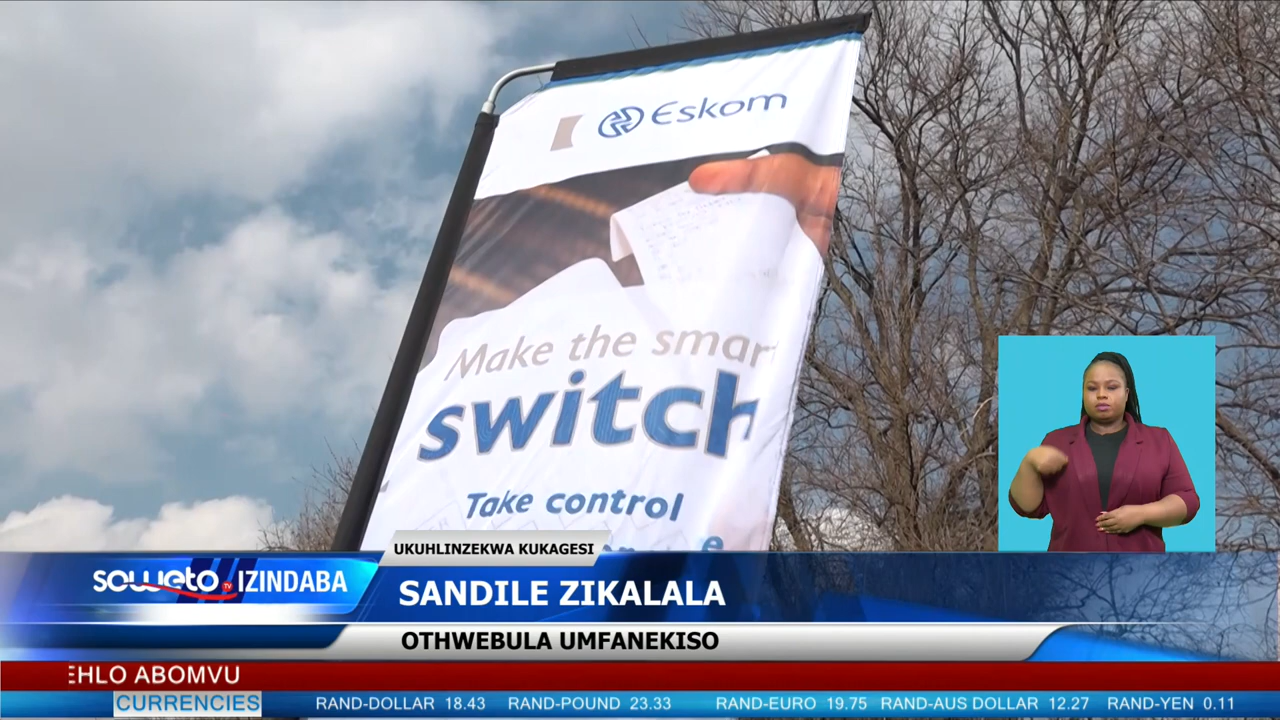 Eskom
Make the smart
switch
Take control
UKUHLINZEKWA KUKAGESI
SOWETO TV IZINDABA
SANDILE ZIKALALA
OTHWEBULA UMFANEKISO
EHLO ABOMVU
CURRENCIES RAND-DOLLAR 18.43 RAND-POUND 23.33 RAND-EURO 19.75 RAND-AUS DOLLAR 12.27 RAND-YEN 0.11